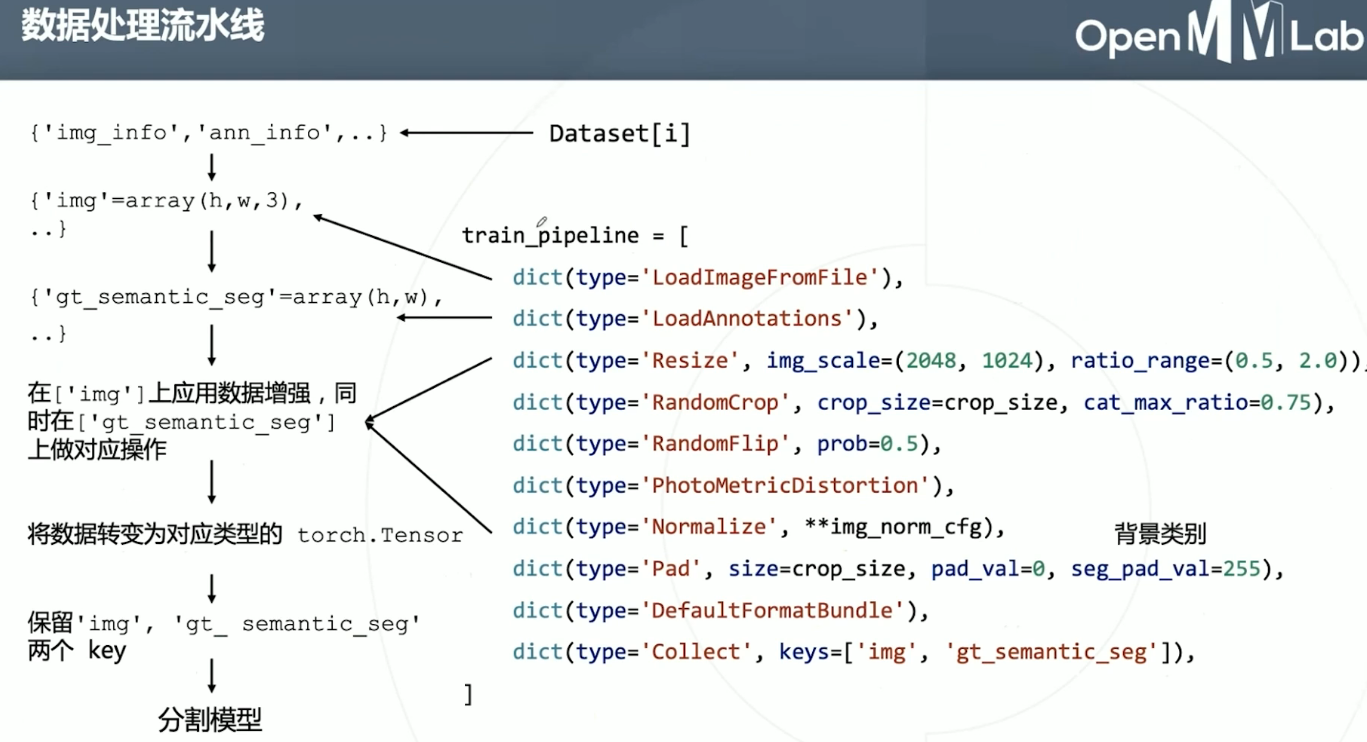 数据处理流水线
OpenMMLab
{'img_info','ann_info',..}
Dataset[i]
{'img'=array(h,w,3),
..}
{'gt_semantic_seg'=array(h,w),
..}
在['img']上应用数据增强，同
时在['gt_semantic_seg']
上做对应操作
将数据转变为对应类型的 torch.Tensor
保留'img', 'gt_ semantic_seg'
两个 key
分割模型
train_pipeline = [
dict(type='LoadImageFromFile'),
dict(type='LoadAnnotations'),
dict(type='Resize', img_scale=(2048, 1024), ratio_range=(0.5, 2.0)),
dict(type='RandomCrop', crop_size=crop_size, cat_max_ratio=0.75),
dict(type='RandomFlip', prob=0.5),
dict(type='PhotoMetricDistortion'),
dict(type='Normalize', **img_norm_cfg),
背景类别
dict(type='Pad', size=crop_size, pad_val=0, seg_pad_val=255),
dict(type='DefaultFormatBundle'),
dict(type='Collect', keys=['img', 'gt_semantic_seg']),
]